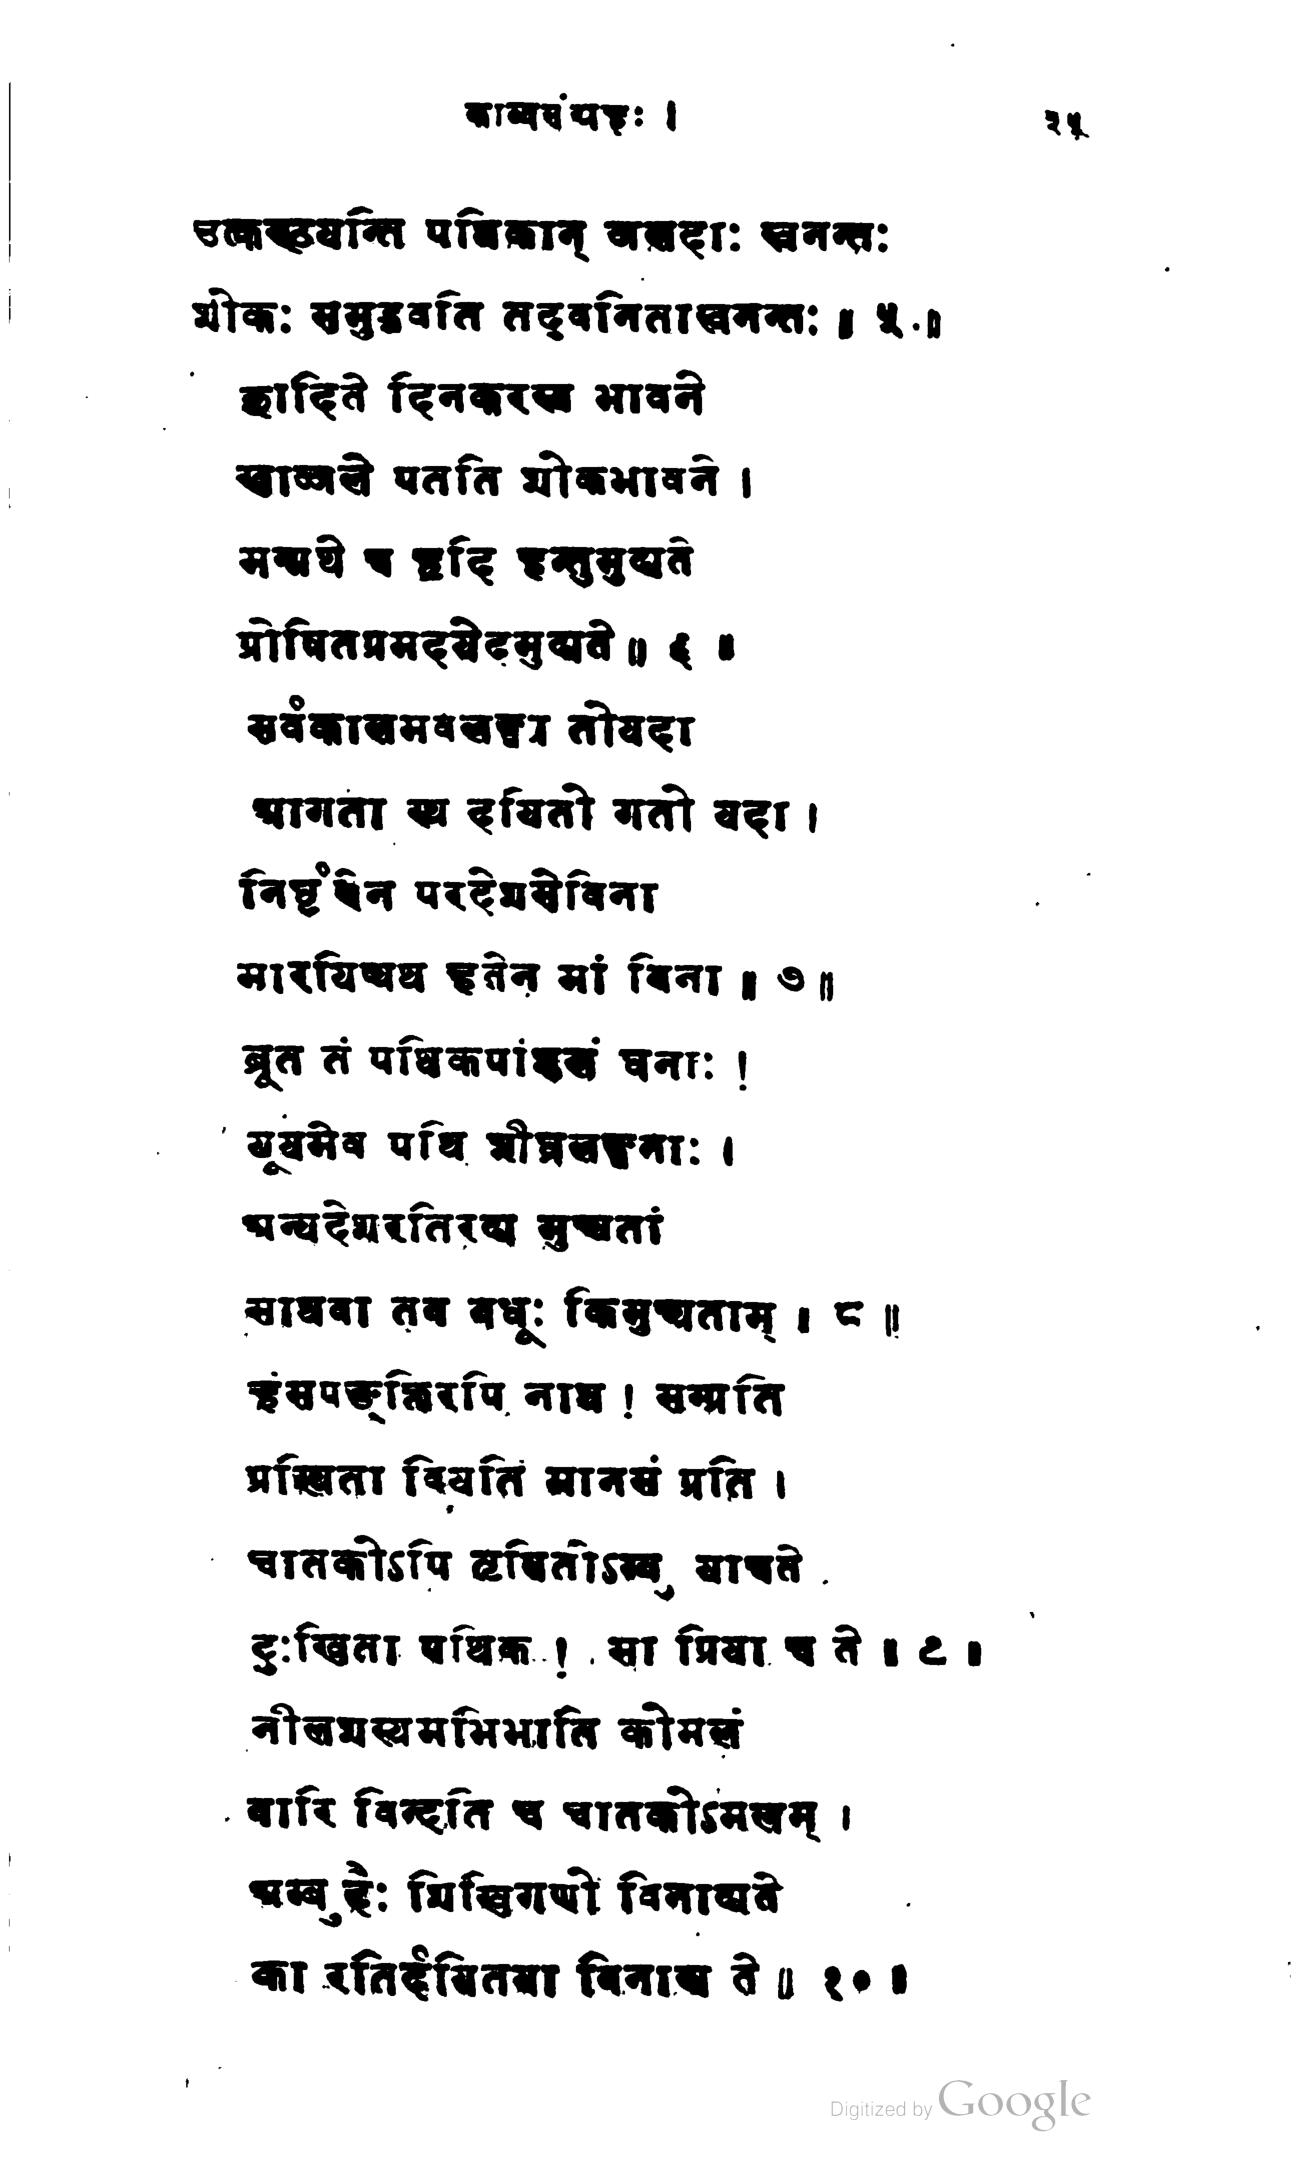 काव्यसंग्रहः । ३५
उत्कण्ठयन्ति पथिकान् जलदाः स्वनन्तः
शोकः समुद्भवति तद्वनितास्वनन्तः ॥ ५ ॥
छादिते दिनकरस्य भावने
खाज्जले पतति शोकभावने ।
मन्मथे च हृदि हन्तुमुद्यते
प्रोषितप्रमदयेदमुद्यते ॥ ६ ॥
सर्वकालमवलङ्घ्य तोयदा
आगता स्थ दयितो गतो यदा ।
निर्घृणेन परदेशसेविना
मारयिष्यथ हतेन मां विना ॥ ७ ॥
ब्रूत तं पथिकपांशुलं घनाः !
यूयमेव पथि शीघ्रलङ्घनाः ।
अन्यदेशरतिरद्य मुच्यतां
साथवा तव बधूः किमुच्यताम् । ८ ॥
हंसपङ्क्तिरपि नाथ ! सम्प्रति
प्रस्थिता वियति मानसं प्रति ।
चातकोऽपि तृषितोऽम्बु याचते
दुःखिता पथिक ! सा प्रिया च ते ॥ ९ ॥
नीलशस्यमभिभाति कोमलं
वारि विन्दति च चातकोऽमलम् ।
अम्बुदैः शिखिगणो विनाद्यते
का रतिर्दयितया विनाद्य ते ॥ १० ॥
Digitized by Google